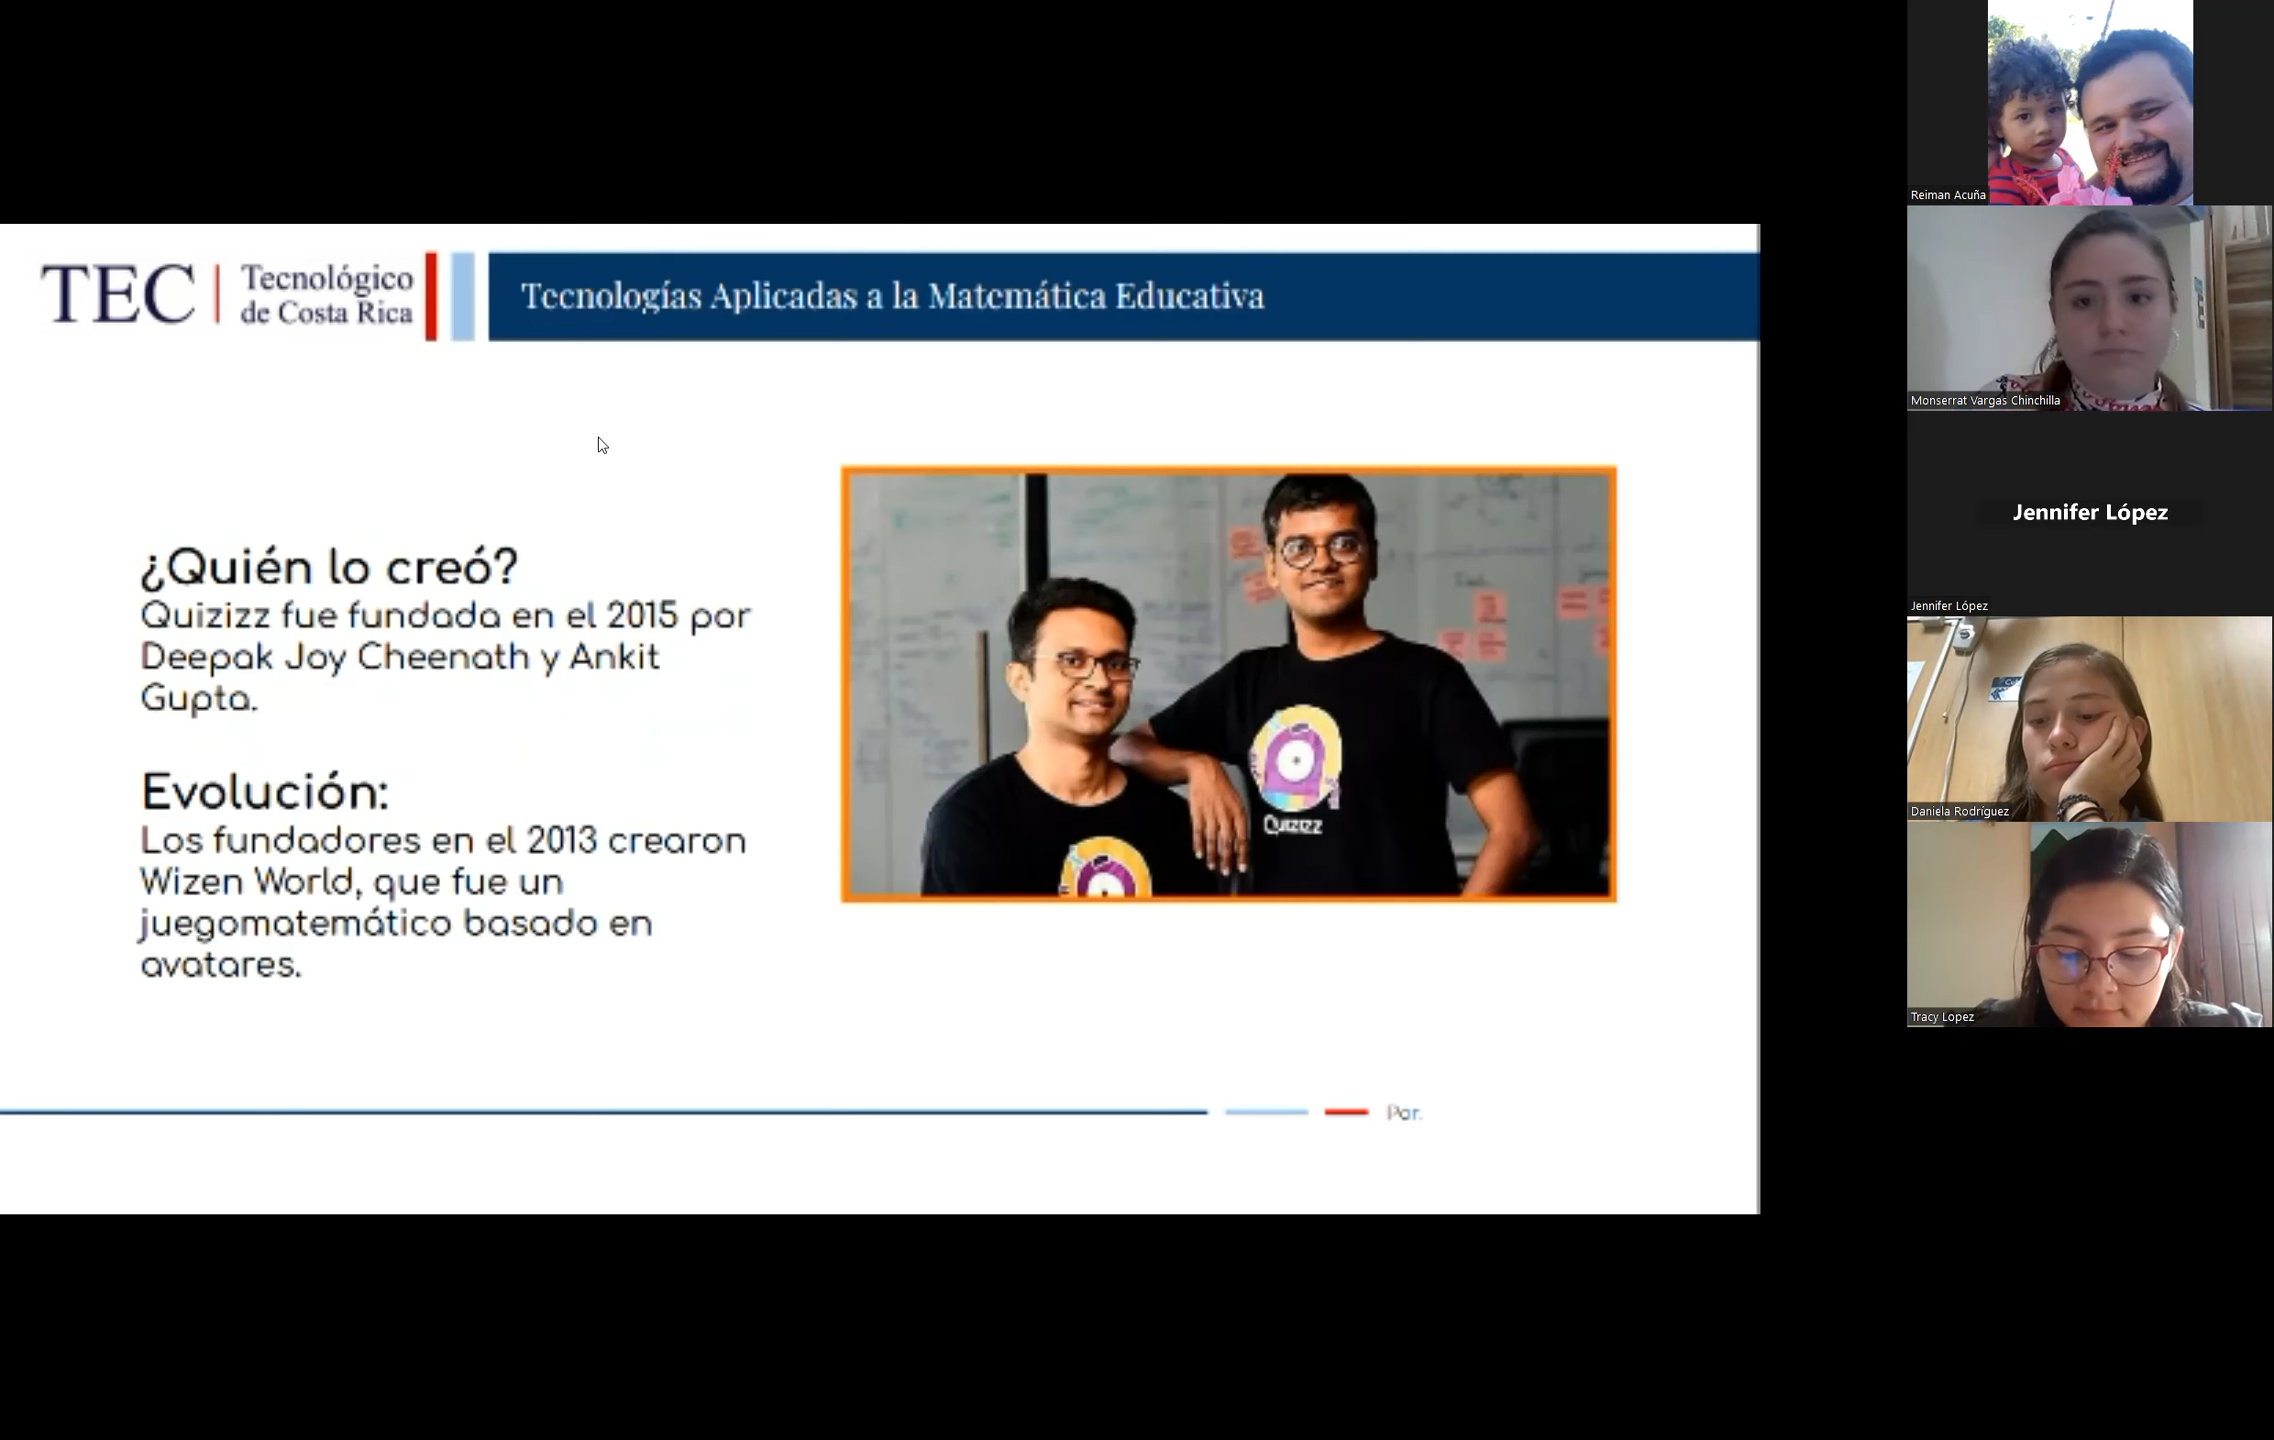 TEC
Tecnológico
de Costa Rica
Tecnologías Aplicadas a la Matemática Educativa
¿Quién lo creó?
Quizizz fue fundada en el 2015 por
Deepak Joy Cheenath y Ankit
Gupta.
Evolución:
Los fundadores en el 2013 crearon
Wizen World, que fue un
juegomatemático basado en
avatares.
Quizizz
Por:
Reiman Acuña
Monserrat Vargas Chinchilla
Jennifer López
Jennifer López
Daniela Rodríguez
Tracy Lopez